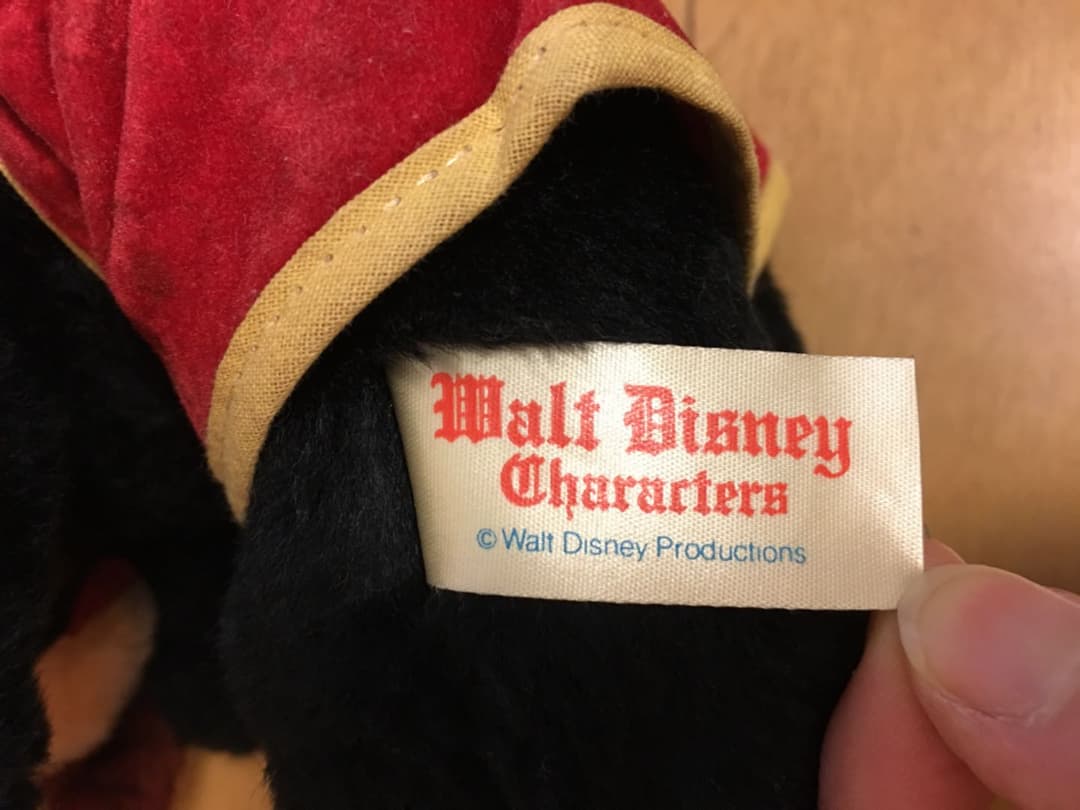 Walt Disney
Characters
© Walt Disney Productions